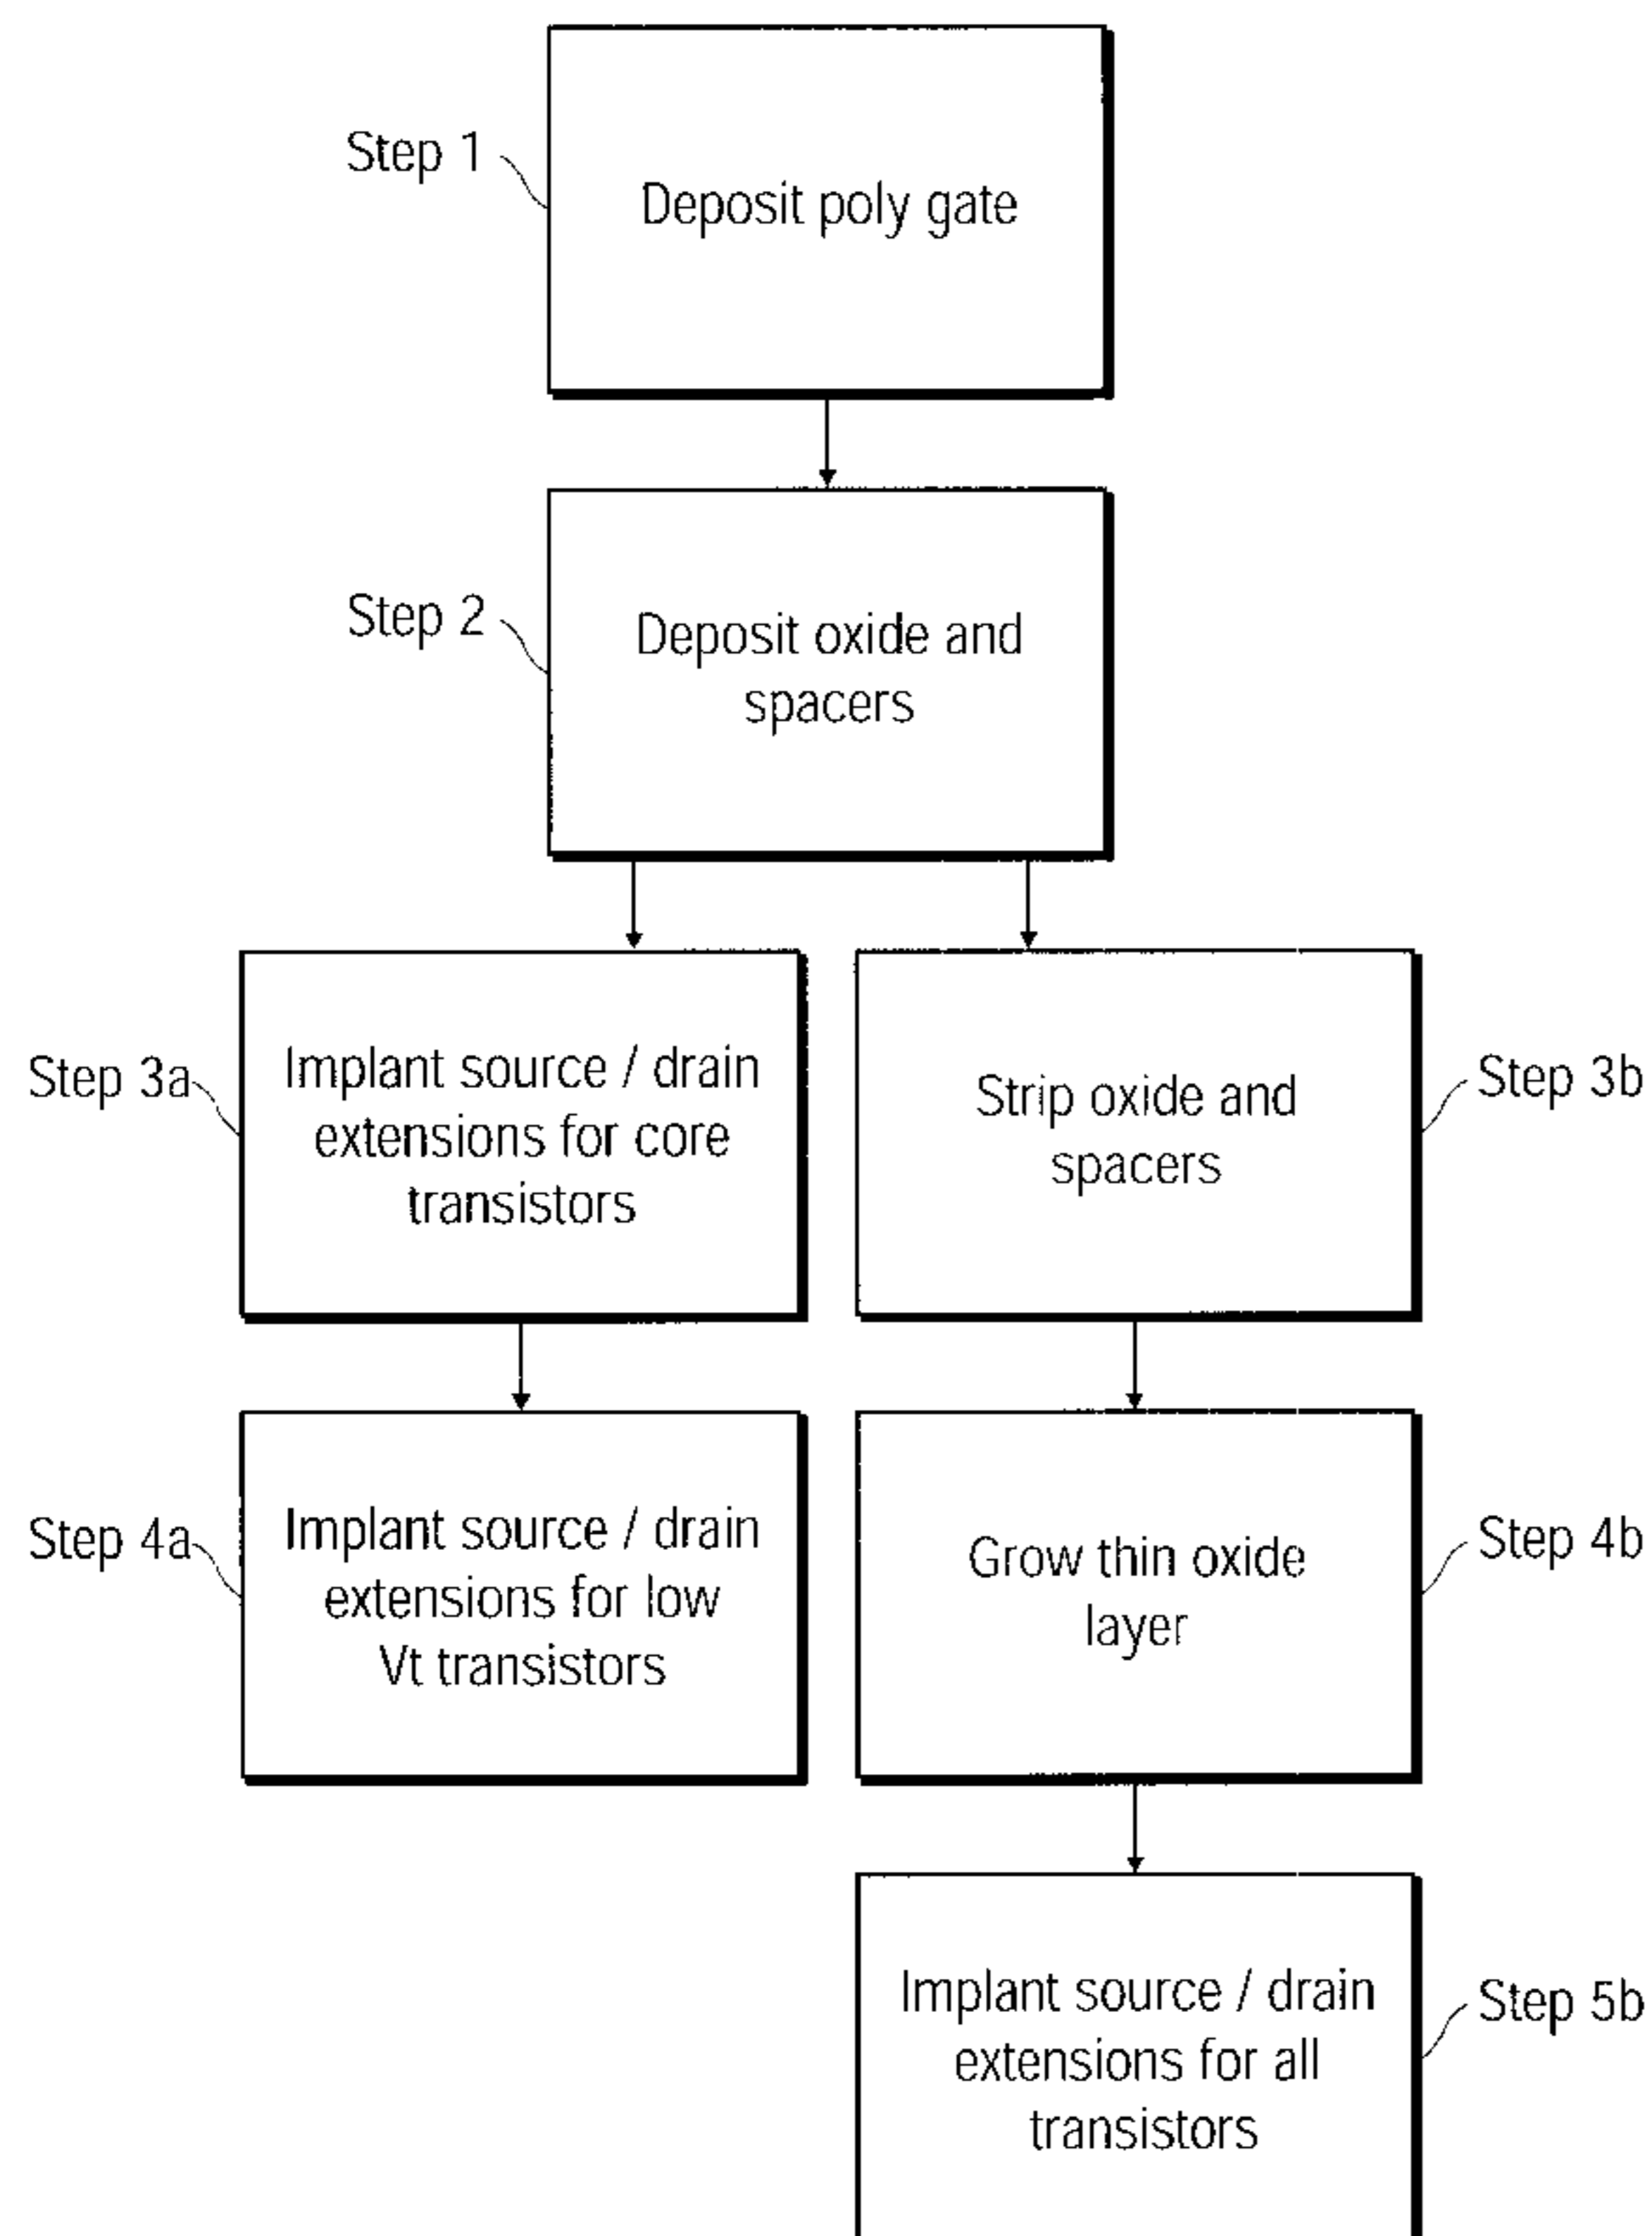 Step 1
Deposit poly gate
Step 2
Deposit oxide and
spacers
Step 3a
Implant source / drain
extensions for core
transistors
Strip oxide and
spacers
Step 3b
Step 4a
Implant source / drain
extensions for low
Vt transistors
Grow thin oxide
layer
Step 4b
Implant source / drain
extensions for all
transistors
Step 5b